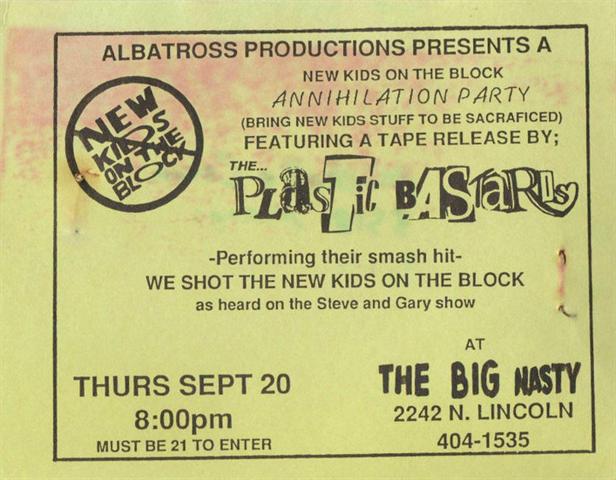 ALBATROSS PRODUCTIONS PRESENTS A
NEW KIDS ON THE BLOCK
ANNIHILATION PARTY
(BRING NEW KIDS STUFF TO BE SACRAFICED)
FEATURING A TAPE RELEASE BY;
NEW
KIDS
ON THE
BLOCK
THE...
PLasTic BAStaRDs
-Performing their smash hit-
WE SHOT THE NEW KIDS ON THE BLOCK
as heard on the Steve and Gary show
THURS SEPT 20
8:00pm
MUST BE 21 TO ENTER
AT
THE BIG NASTY
2242 N. LINCOLN
404-1535